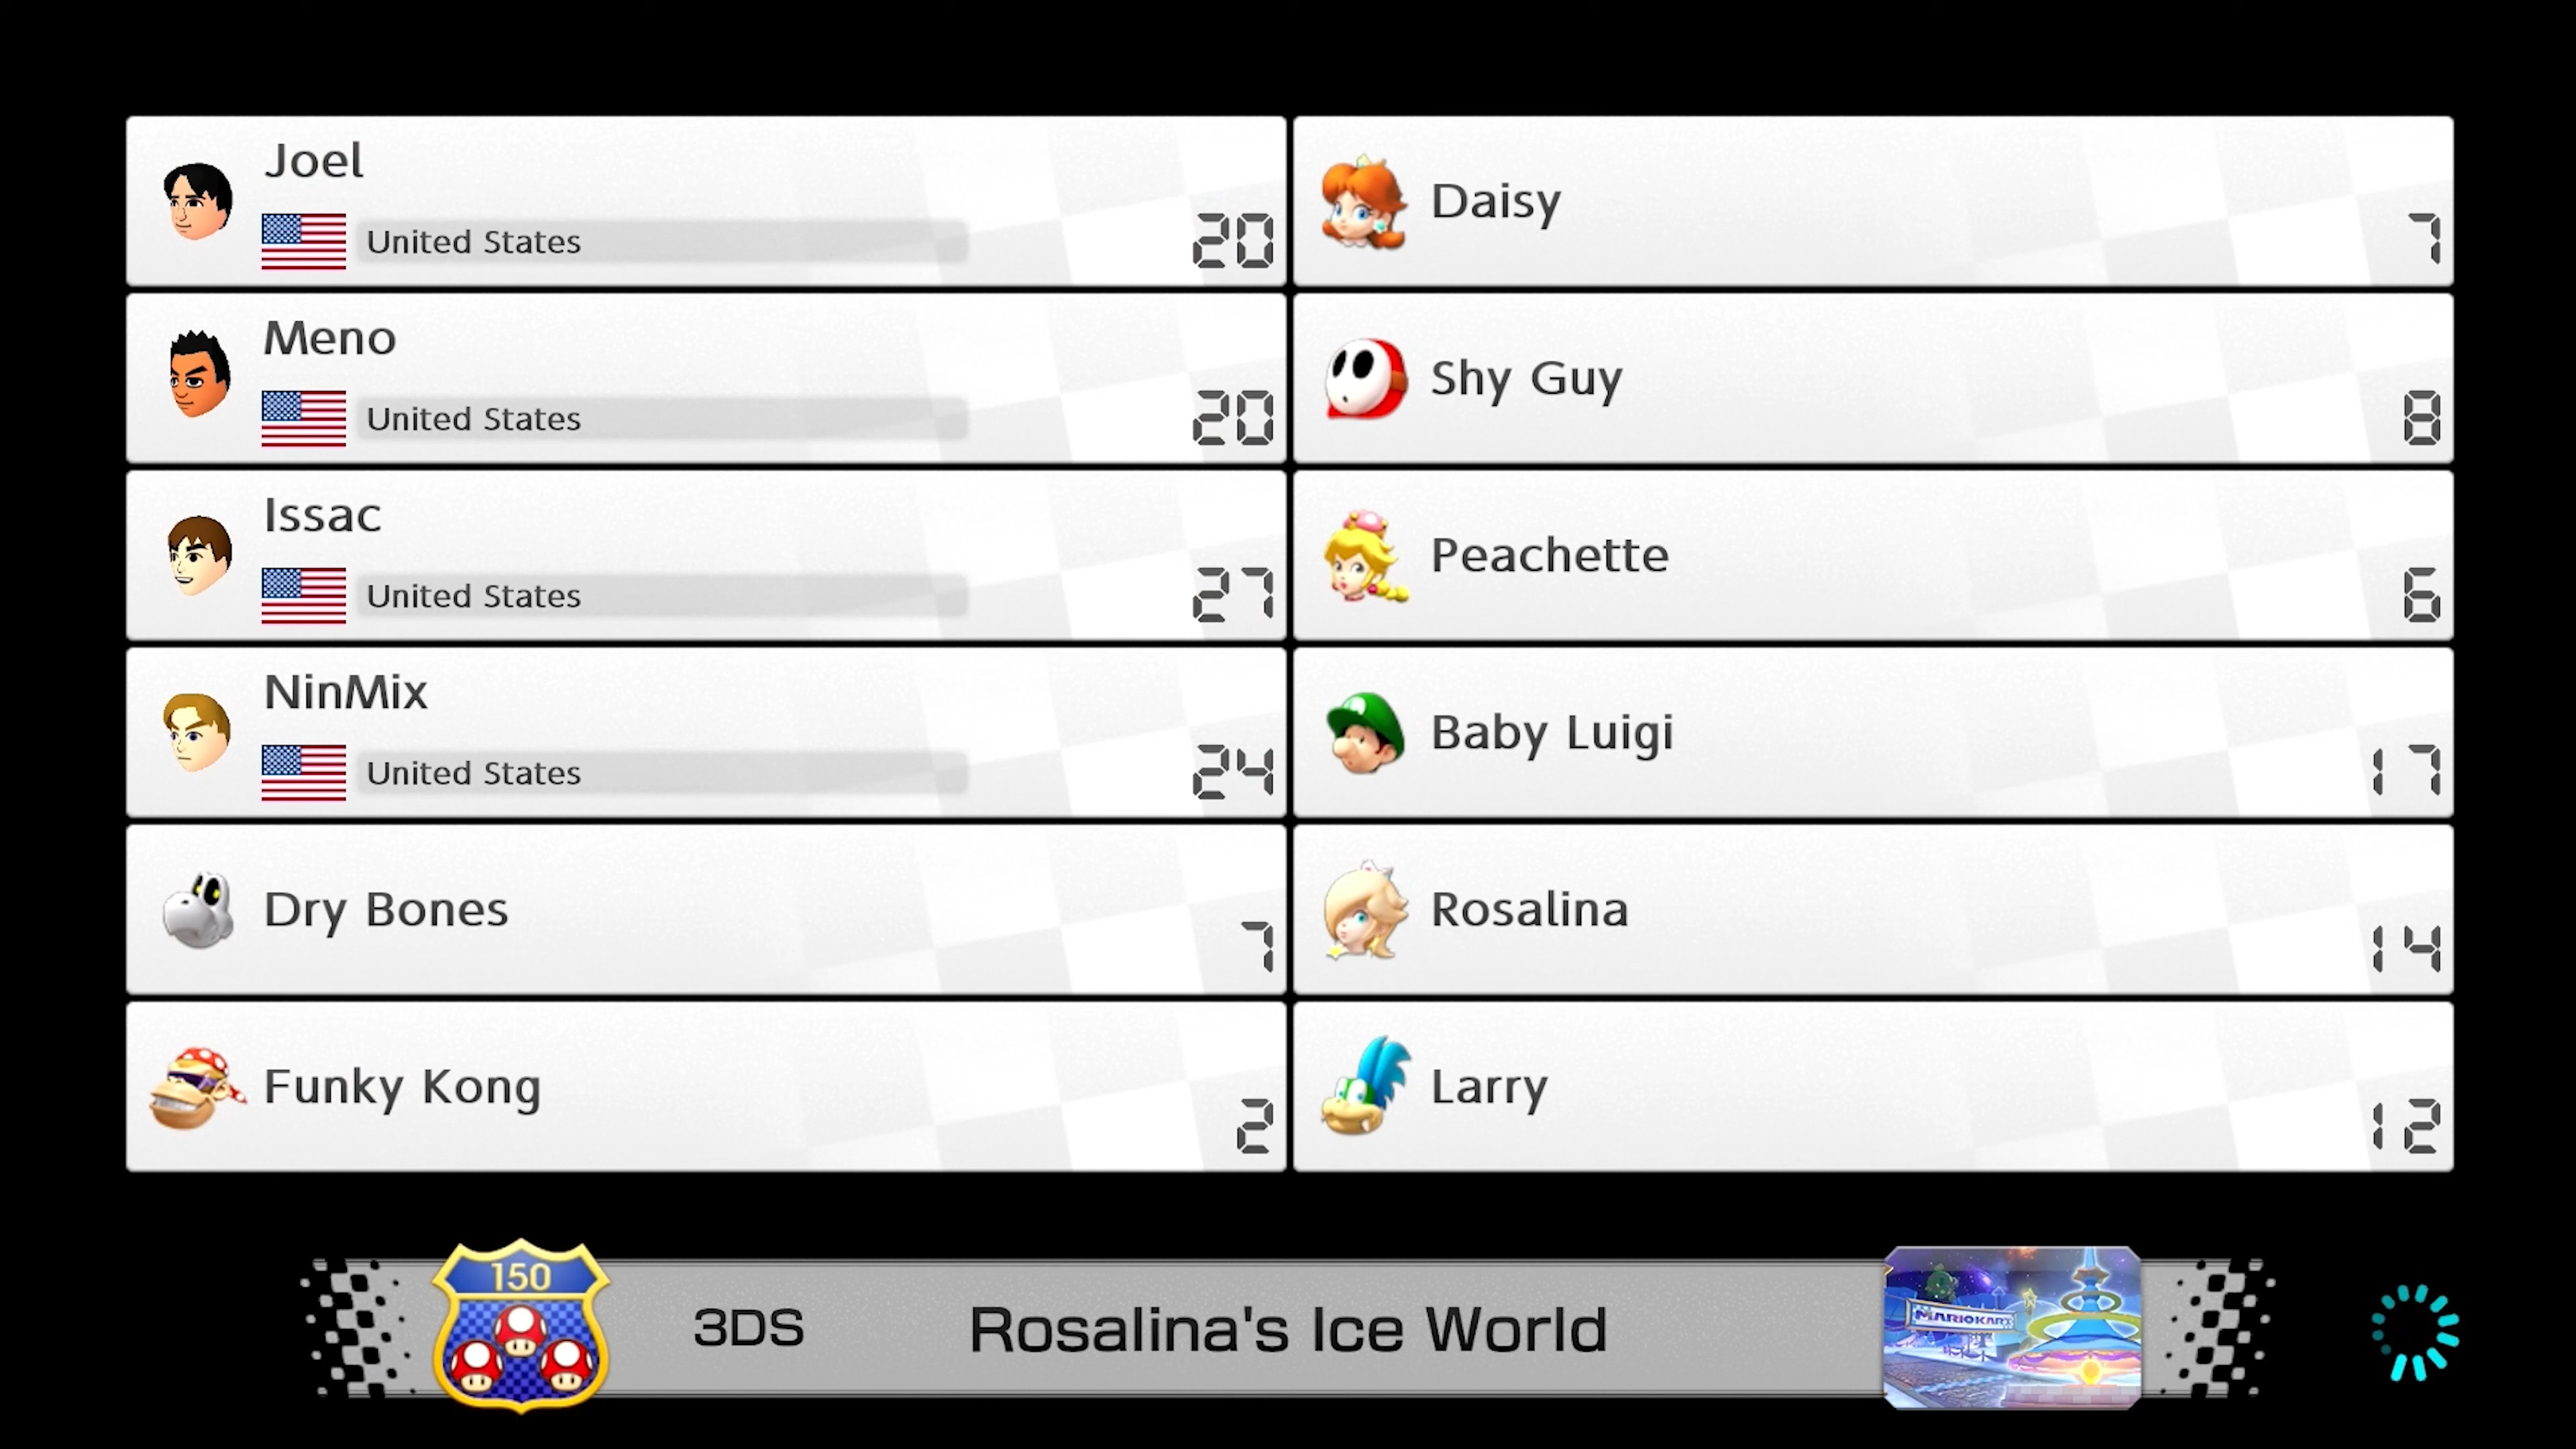 Joel
United States
20
Meno
United States
20
Issac
United States
27
NinMix
United States
24
Dry Bones
7
Funky Kong
2
Daisy
7
Shy Guy
8
Peachette
6
Baby Luigi
17
Rosalina
14
Larry
12
150
3DS Rosalina's Ice World
MARIOKART